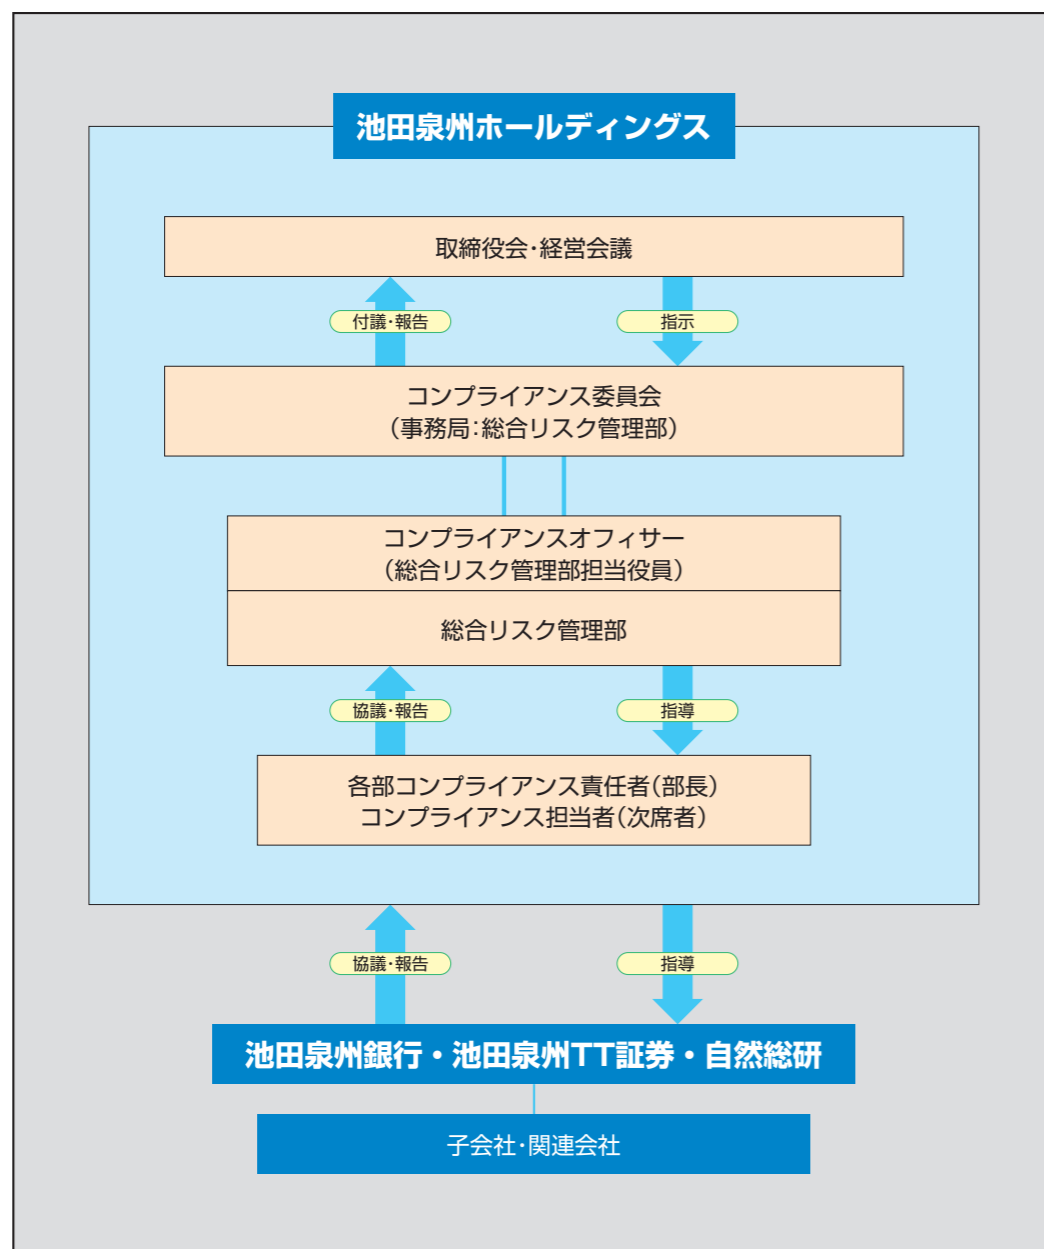 池田泉州ホールディングス
取締役会・経営会議
付議・報告
指示
コンプライアンス委員会
（事務局：総合リスク管理部）
コンプライアンスオフィサー
（総合リスク管理部担当役員）
総合リスク管理部
協議・報告
指導
各部コンプライアンス責任者（部長）
コンプライアンス担当者（次席者）
協議・報告
指導
池田泉州銀行・池田泉州TT証券・自然総研
子会社・関連会社